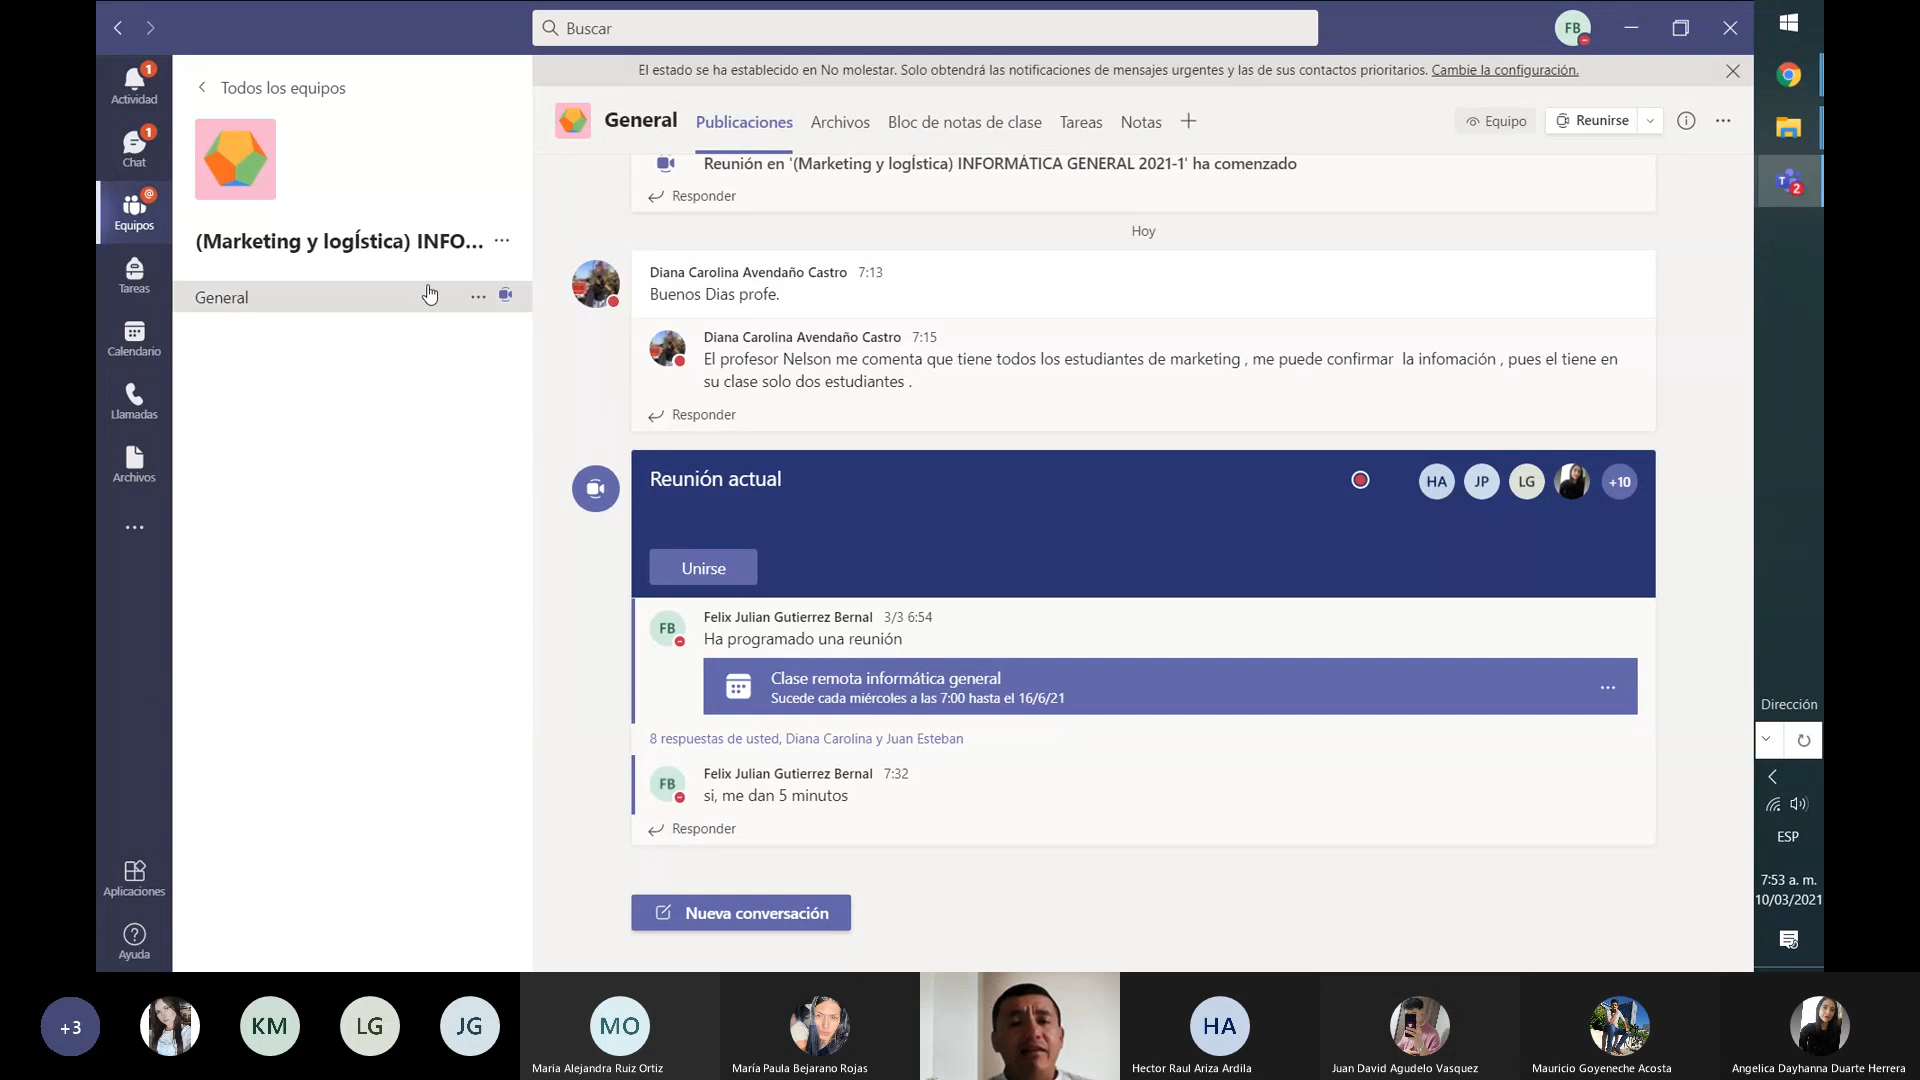 Buscar
FB
El estado se ha establecido en No molestar. Solo obtendrá las notificaciones de mensajes urgentes y las de sus contactos prioritarios. Cambie la configuración.
1
Actividad
1
Chat
@
Equipos
Tareas
Calendario
Llamadas
Archivos
Aplicaciones
Ayuda
Todos los equipos
(Marketing y logÍstica) INFO...
General
General
Publicaciones
Archivos
Bloc de notas de clase
Tareas
Notas
Equipo
Reunirse
Reunión en '(Marketing y logÍstica) INFORMÁTICA GENERAL 2021-1' ha comenzado
Responder
Hoy
Diana Carolina Avendaño Castro 7:13
Buenos Dias profe.
Diana Carolina Avendaño Castro 7:15
El profesor Nelson me comenta que tiene todos los estudiantes de marketing , me puede confirmar la infomación , pues el tiene en
su clase solo dos estudiantes .
Responder
Reunión actual
HA
JP
LG
+10
Unirse
FB
Felix Julian Gutierrez Bernal 3/3 6:54
Ha programado una reunión
Clase remota informática general
Sucede cada miércoles a las 7:00 hasta el 16/6/21
8 respuestas de usted, Diana Carolina y Juan Esteban
FB
Felix Julian Gutierrez Bernal 7:32
si, me dan 5 minutos
Responder
Nueva conversación
T
2
Dirección
ESP
7:53 a. m.
10/03/2021
+3
KM
LG
JG
MO
HA
Maria Alejandra Ruiz Ortiz
María Paula Bejarano Rojas
Hector Raul Ariza Ardila
Juan David Agudelo Vasquez
Mauricio Goyeneche Acosta
Angelica Dayhanna Duarte Herrera